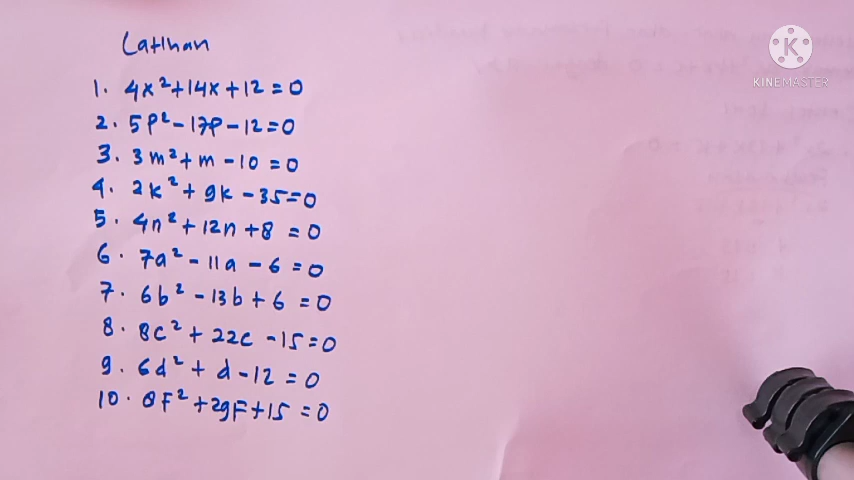 Latihan
1. 4x² + 14x + 12 = 0
2. 5p² - 17p - 12 = 0
3. 3m² + m - 10 = 0
4. 2k² + 9k - 35 = 0
5. 4n² + 12n + 8 = 0
6. 7a² - 11a - 6 = 0
7. 6b² - 13b + 6 = 0
8. 8c² + 22c - 15 = 0
9. 6d² + d - 12 = 0
10. 8F² + 29F + 15 = 0
K
KINEMASTER